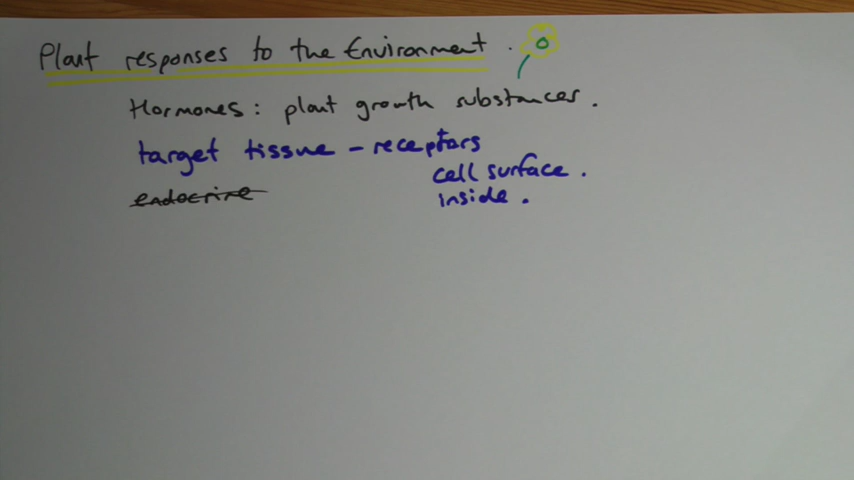 Plant responses to the Environment.
Hormones: plant growth substances.
target tissue - receptors
cell surface.
endocrine
inside.